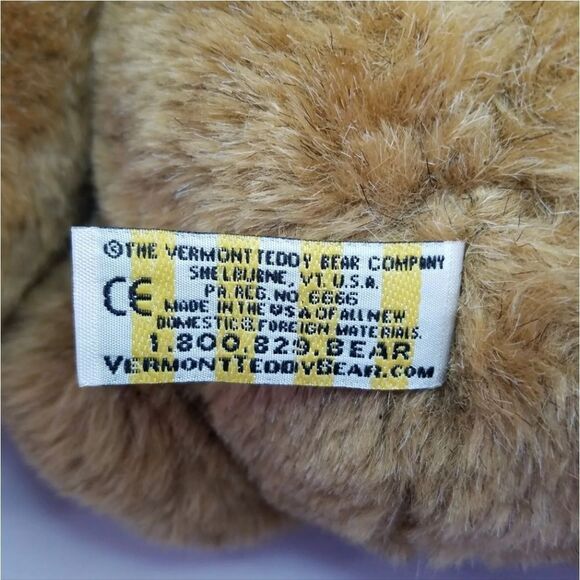 ©THE VERMONT TEDDY BEAR COMPANY
SHELBURNE, VT. U.S.A.
PA. REG. NO. 6666
CE
MADE IN THE USA OF ALL NEW
DOMESTIC & FOREIGN MATERIALS.
1.800.829.BEAR
VERMONTTEDDYBEAR.COM